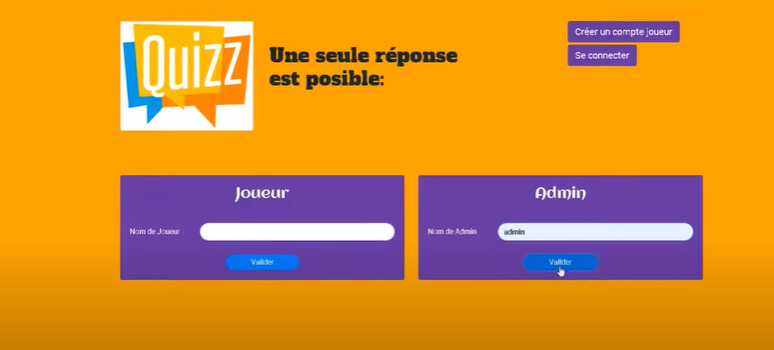 Quizz
Une seule réponse
est posible:
Créer un compte joueur
Se connecter
Joueur
Nom de Joueur
Valider
Admin
Nom de Admin
admin
Valider